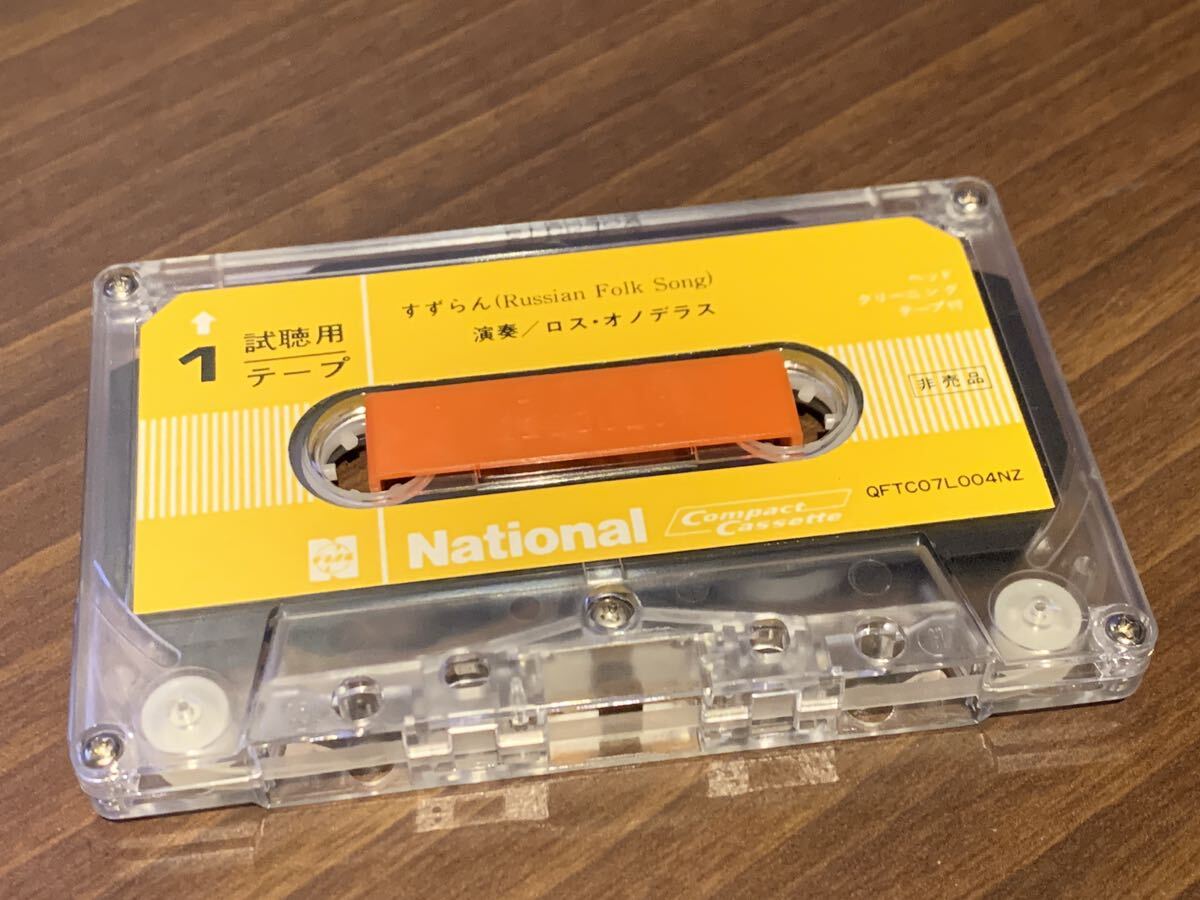 1
試聴用
テープ
すずらん(Russian Folk Song)
演奏/ロス・オノデラス
ヘッド
クリーニング
テープ付
非売品
National
Compact
Cassette
QFTC07L004NZ